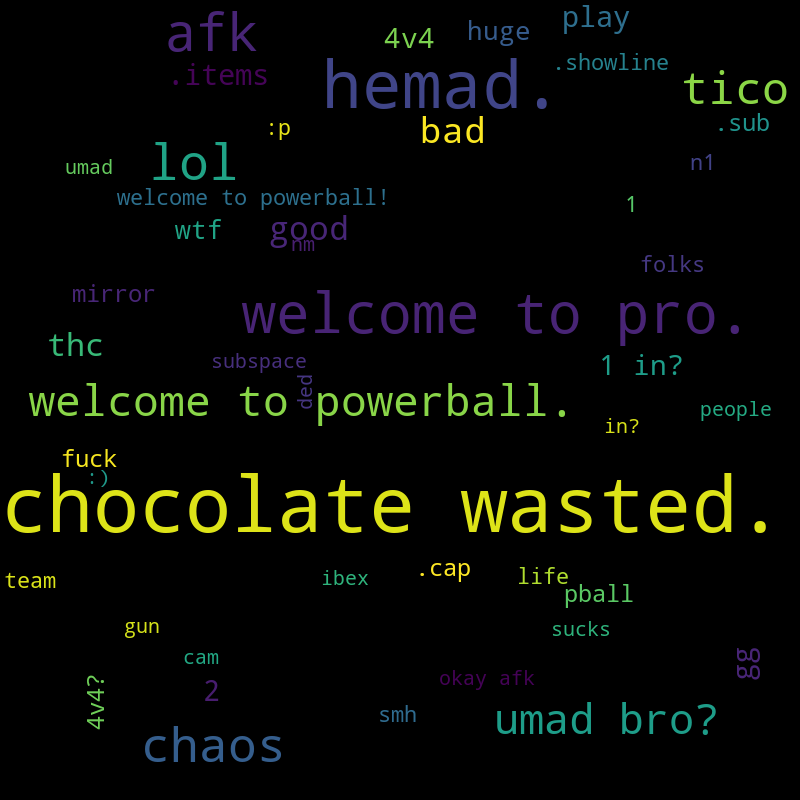 afk
4v4
huge
play
.items
hemad.
.showline
tico
:p
bad
.sub
umad
lol
n1
welcome to powerball!
1
wtf
good
nm
folks
mirror
welcome to pro.
thc
subspace
1 in?
ded
welcome to powerball.
people
in?
fuck
:)
chocolate wasted.
team
ibex
.cap
life
pball
gun
sucks
cam
gg
okay afk
4v4?
2
smh
umad bro?
chaos